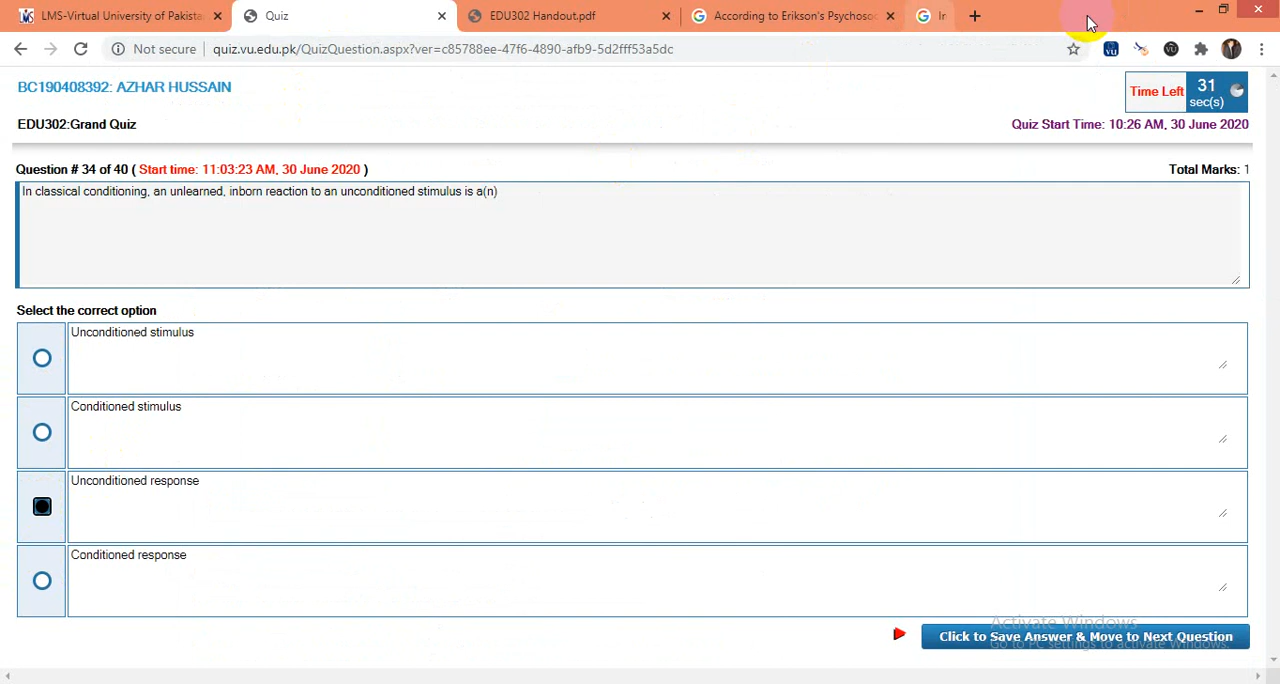 LMS-Virtual University of Pakista
Quiz
EDU302 Handout.pdf
According to Erikson's Psychosoc
In
Not secure | quiz.vu.edu.pk/QuizQuestion.aspx?ver=c85788ee-47f6-4890-afb9-5d2fff53a5dc
BC190408392: AZHAR HUSSAIN
Time Left 31 sec(s)
EDU302:Grand Quiz
Quiz Start Time: 10:26 AM, 30 June 2020
Question # 34 of 40 ( Start time: 11:03:23 AM, 30 June 2020 )
Total Marks: 1
In classical conditioning, an unlearned, inborn reaction to an unconditioned stimulus is a(n)
Select the correct option
Unconditioned stimulus
Conditioned stimulus
Unconditioned response
Conditioned response
Activate Windows
Click to Save Answer & Move to Next Question
Go to PC settings to activate Windows.